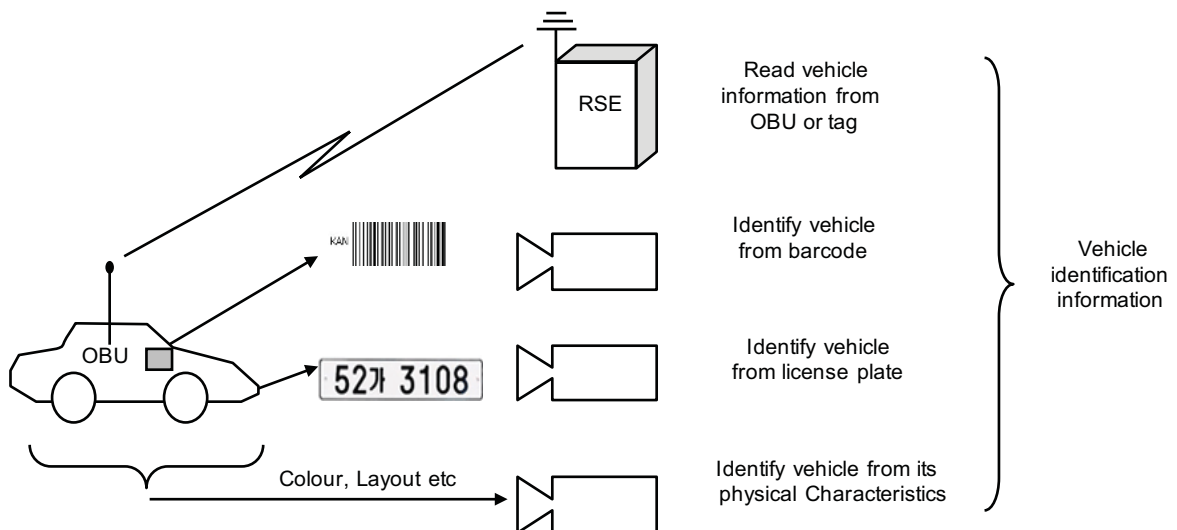 RSE
Read vehicle
information from
OBU or tag
KAN
Identify vehicle
from barcode
Vehicle
identification
information
OBU
52가 3108
Identify vehicle
from license plate
Colour, Layout etc
Identify vehicle from its
physical Characteristics